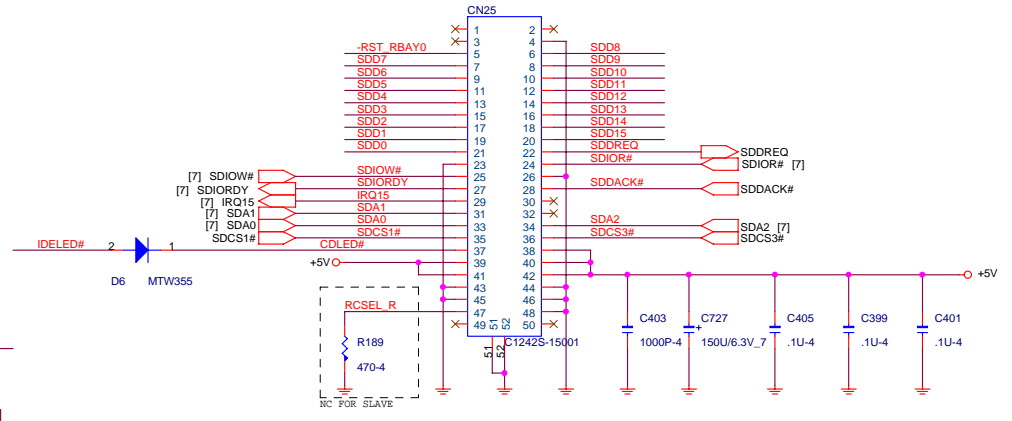 CN25
1 2
3 4
-RST_RBAY0 5 6 SDD8
SDD7 7 8 SDD9
SDD6 9 10 SDD10
SDD5 11 12 SDD11
SDD4 13 14 SDD12
SDD3 15 16 SDD13
SDD2 17 18 SDD14
SDD1 19 20 SDD15
SDD0 21 22 SDDREQ SDDREQ
23 24 SDIOR# SDIOR# [7]
[7] SDIOW# SDIOW# 25 26
[7] SDIORDY SDIORDY 27 28 SDDACK# SDDACK#
[7] IRQ15 IRQ15 29 30
[7] SDA1 SDA1 31 32
[7] SDA0 SDA0 33 34 SDA2 SDA2 [7]
SDCS1# SDCS1# 35 36 SDCS3# SDCS3#
IDELED# 2 1 CDLED# 37 38
D6 MTW355
+5V 39 40
41 42 +5V
43 44
45 46
RCSEL_R 47 48
49 51 52 50
51 52 C1242S-15001
R189
470-4
NC FOR SLAVE
C403
1000P-4
C727
+
150U/6.3V_7
C405
.1U-4
C399
.1U-4
C401
.1U-4